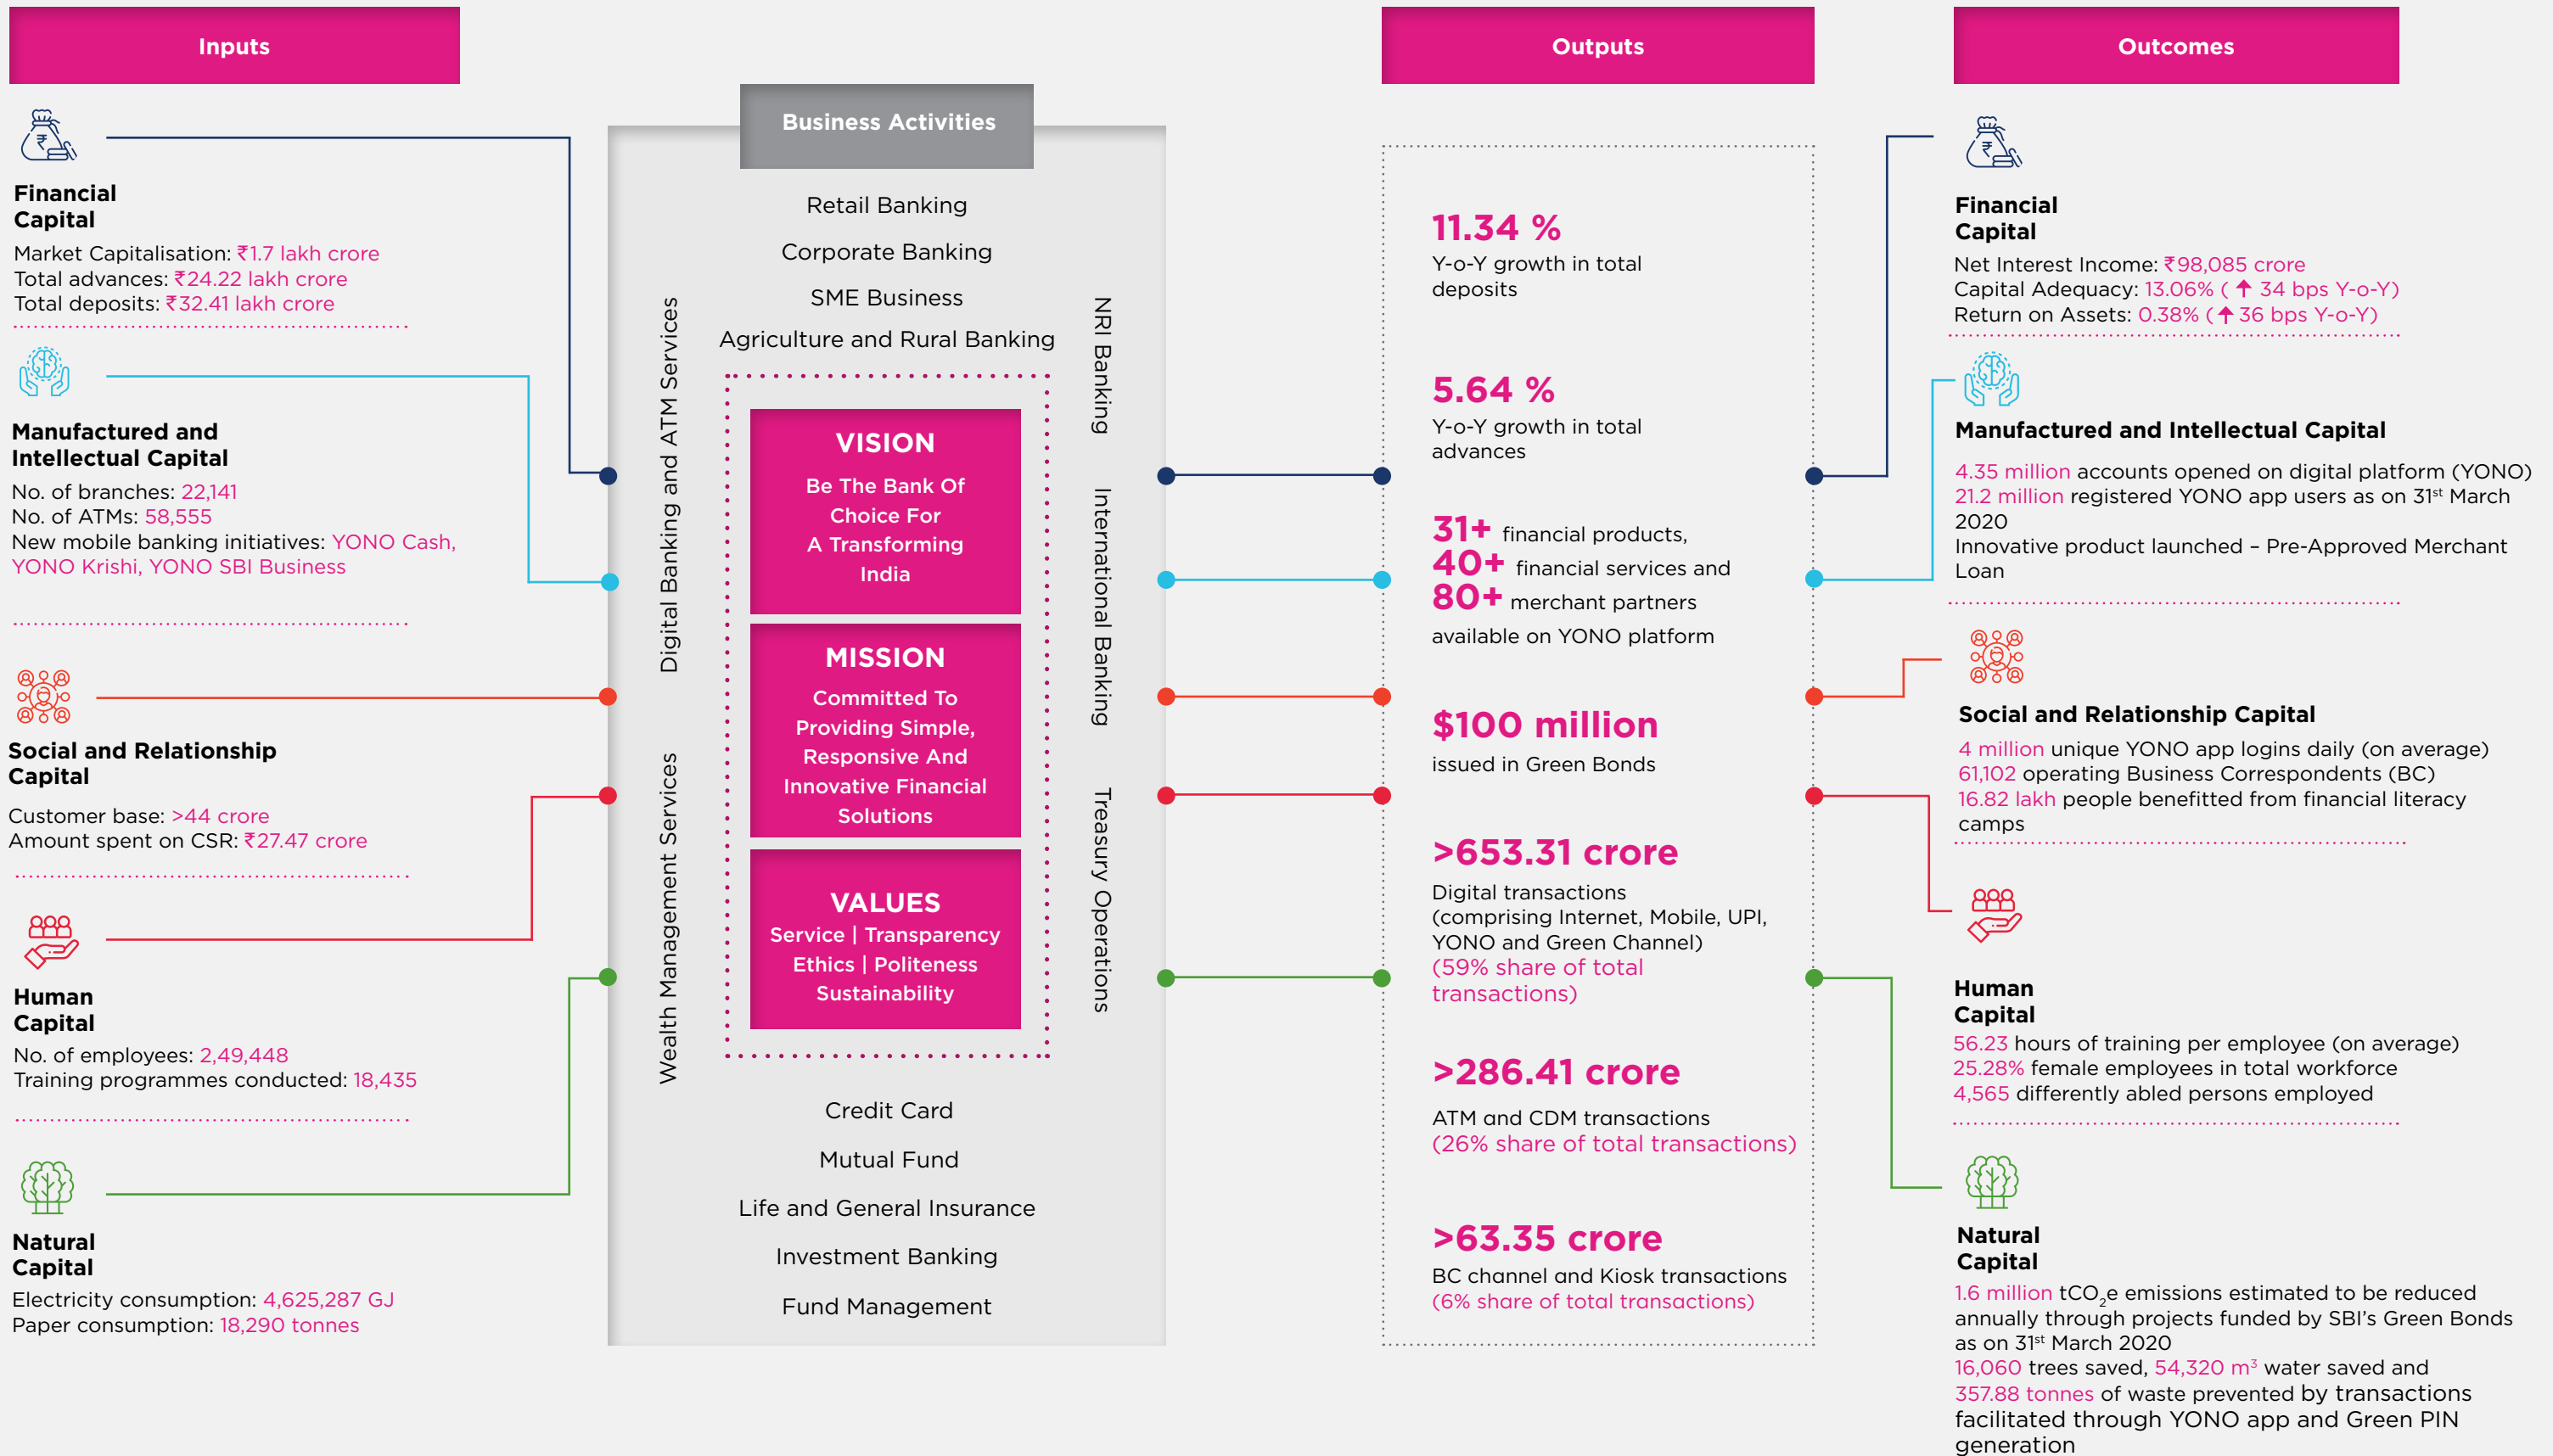 Inputs
Financial
Capital
Market Capitalisation: ₹1.7 lakh crore
Total advances: ₹24.22 lakh crore
Total deposits: ₹32.41 lakh crore
Manufactured and
Intellectual Capital
No. of branches: 22,141
No. of ATMs: 58,555
New mobile banking initiatives: YONO Cash,
YONO Krishi, YONO SBI Business
Social and Relationship
Capital
Customer base: >44 crore
Amount spent on CSR: ₹27.47 crore
Human
Capital
No. of employees: 2,49,448
Training programmes conducted: 18,435
Natural
Capital
Electricity consumption: 4,625,287 GJ
Paper consumption: 18,290 tonnes
Business Activities
Retail Banking
Corporate Banking
SME Business
Agriculture and Rural Banking
Digital Banking and ATM Services
Wealth Management Services
VISION
Be The Bank Of
Choice For
A Transforming
India
MISSION
Committed To
Providing Simple,
Responsive And
Innovative Financial
Solutions
VALUES
Service | Transparency
Ethics | Politeness
Sustainability
NRI Banking
International Banking
Treasury Operations
Credit Card
Mutual Fund
Life and General Insurance
Investment Banking
Fund Management
Outputs
11.34 %
Y-o-Y growth in total
deposits
5.64 %
Y-o-Y growth in total
advances
31+ financial products,
40+ financial services and
80+ merchant partners
available on YONO platform
$100 million
issued in Green Bonds
>653.31 crore
Digital transactions
(comprising Internet, Mobile, UPI,
YONO and Green Channel)
(59% share of total
transactions)
>286.41 crore
ATM and CDM transactions
(26% share of total transactions)
>63.35 crore
BC channel and Kiosk transactions
(6% share of total transactions)
Outcomes
Financial
Capital
Net Interest Income: ₹98,085 crore
Capital Adequacy: 13.06% ( ↑ 34 bps Y-o-Y)
Return on Assets: 0.38% (↑ 36 bps Y-o-Y)
Manufactured and Intellectual Capital
4.35 million accounts opened on digital platform (YONO)
21.2 million registered YONO app users as on 31st March
2020
Innovative product launched – Pre-Approved Merchant
Loan
Social and Relationship Capital
4 million unique YONO app logins daily (on average)
61,102 operating Business Correspondents (BC)
16.82 lakh people benefitted from financial literacy
camps
Human
Capital
56.23 hours of training per employee (on average)
25.28% female employees in total workforce
4,565 differently abled persons employed
Natural
Capital
1.6 million tCO₂e emissions estimated to be reduced
annually through projects funded by SBI's Green Bonds
as on 31st March 2020
16,060 trees saved, 54,320 m³ water saved and
357.88 tonnes of waste prevented by transactions
facilitated through YONO app and Green PIN
generation